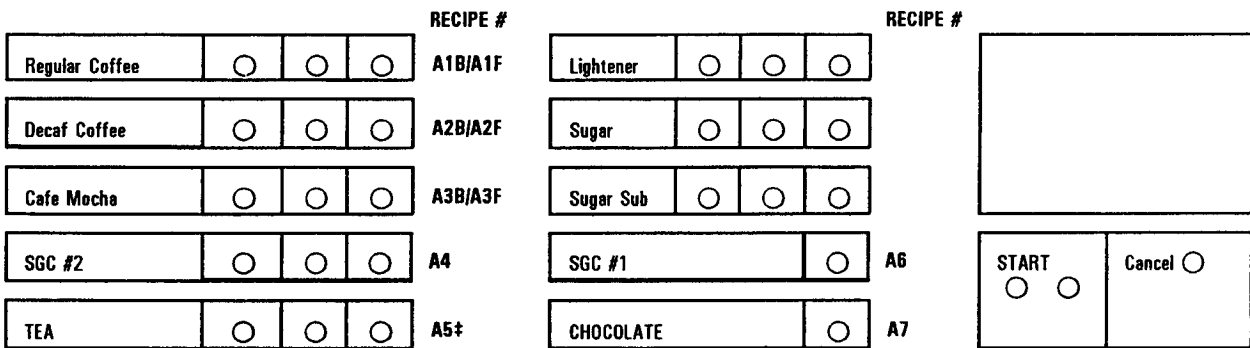 RECIPE #
RECIPE #
Regular Coffee A1B/A1F Lightener
Decaf Coffee A2B/A2F Sugar
Cafe Mocha A3B/A3F Sugar Sub
SGC #2 A4 SGC #1 A6 START Cancel
TEA A5‡ CHOCOLATE A7